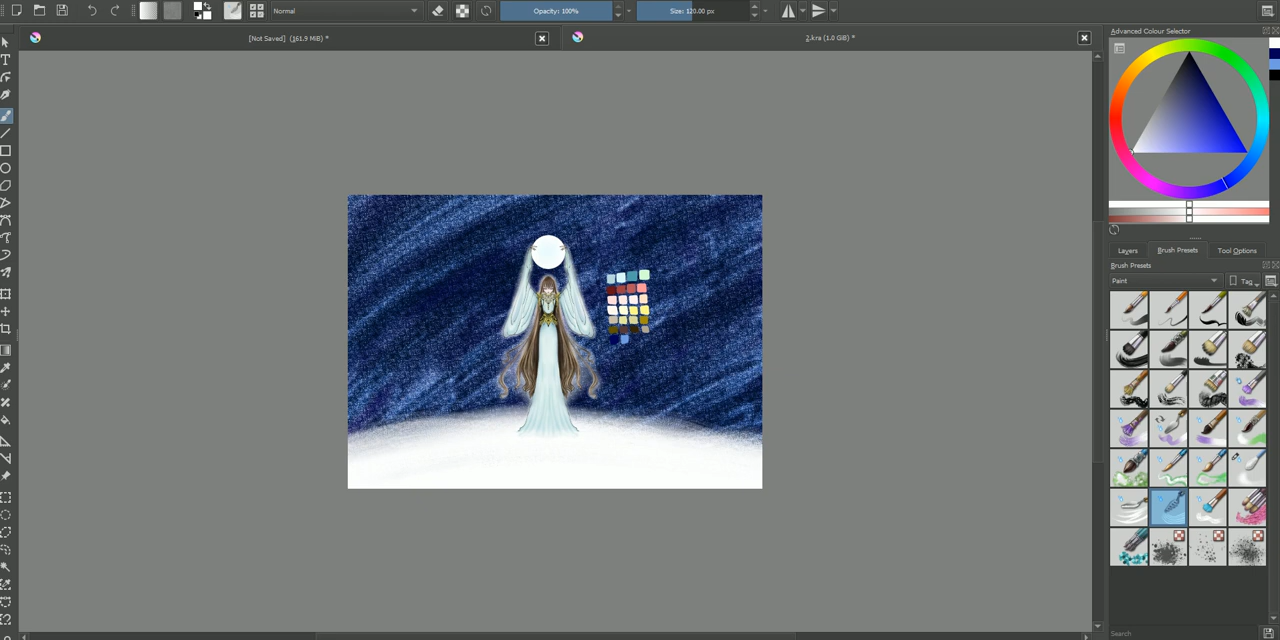 Normal
Opacity: 100%
Size: 120.00 px
[Not Saved] (161.9 MiB) *
2.kra (1.0 GiB) *
Advanced Colour Selector
Layers
Brush Presets
Tool Options
Brush Presets
Paint
Tag
Search